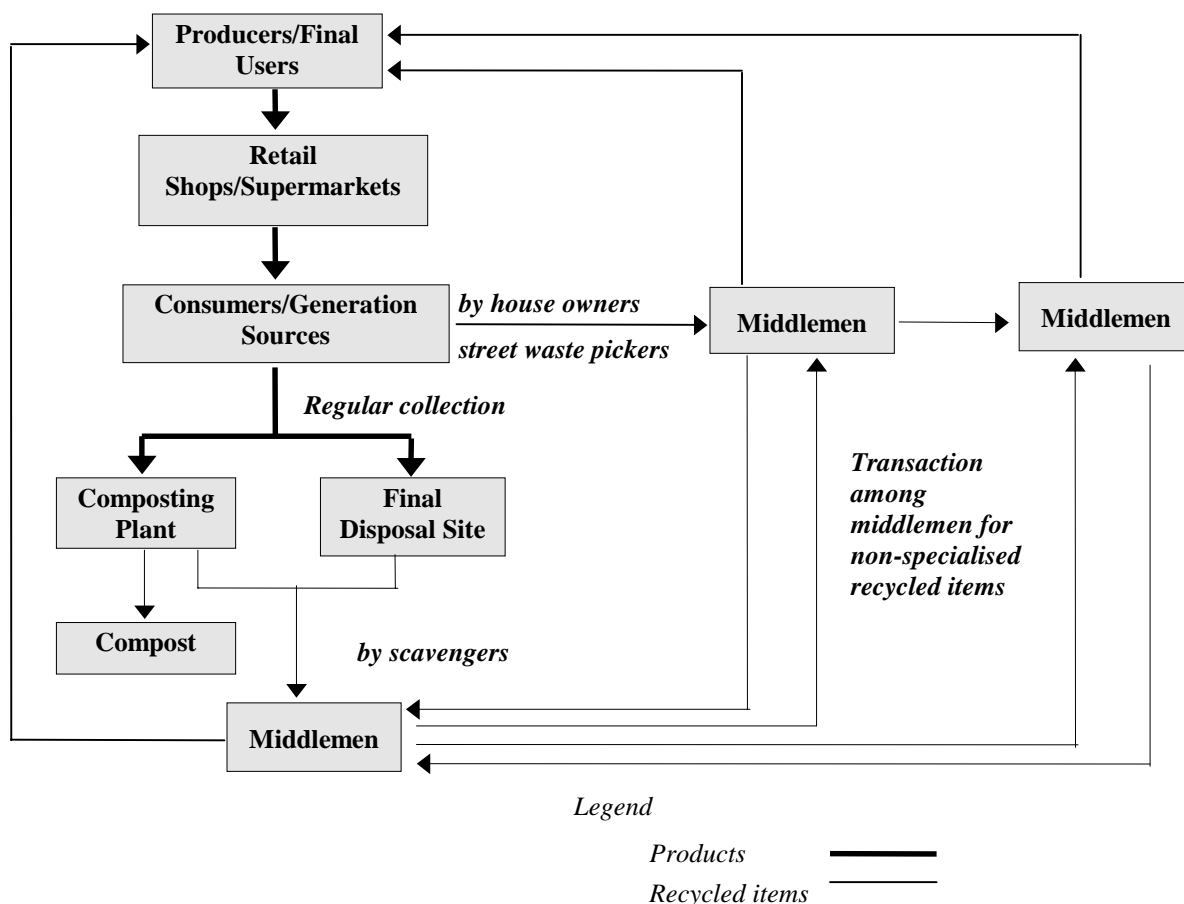 Producers/Final
Users
Retail
Shops/Supermarkets
Consumers/Generation
Sources
by house owners
street waste pickers
Middlemen
Middlemen
Regular collection
Composting
Plant
Final
Disposal Site
Transaction
among
middlemen for
non-specialised
recycled items
Compost
by scavengers
Middlemen
Legend
Products
Recycled items